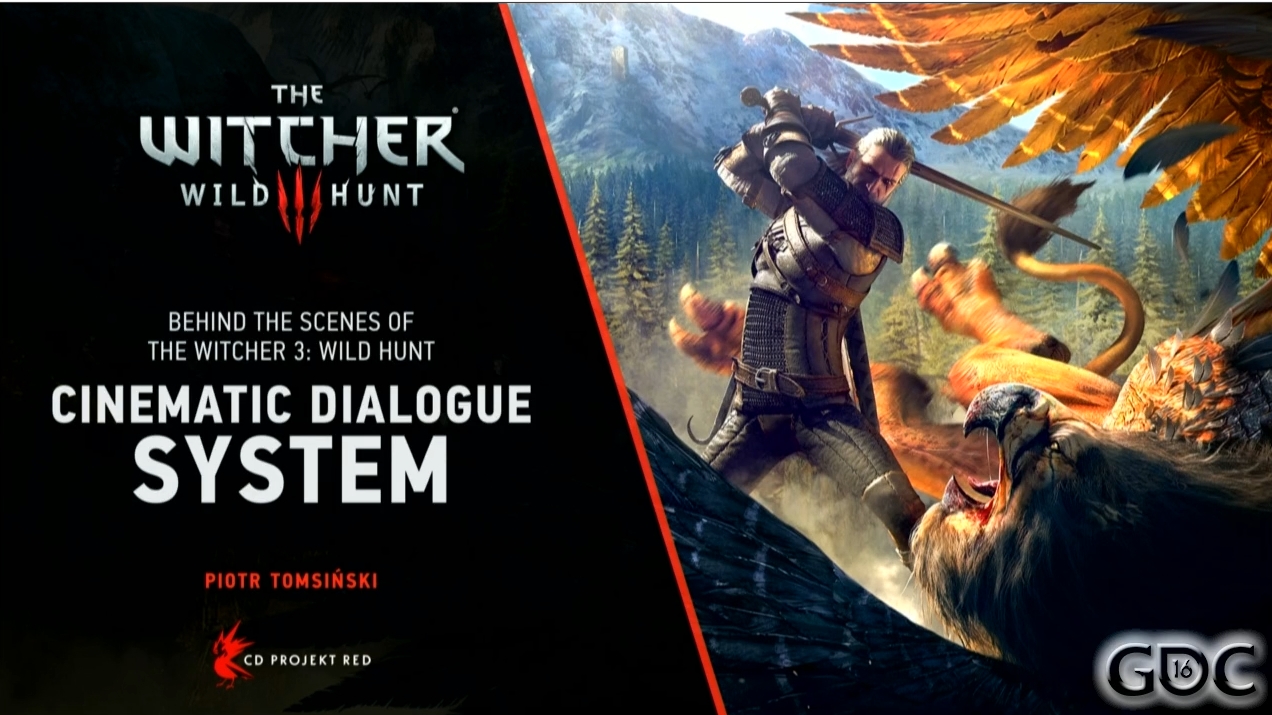 THE
WITCHER®
WILD HUNT
BEHIND THE SCENES OF
THE WITCHER 3: WILD HUNT
CINEMATIC DIALOGUE
SYSTEM
PIOTR TOMSIŃSKI
CD PROJEKT RED
GDC
16